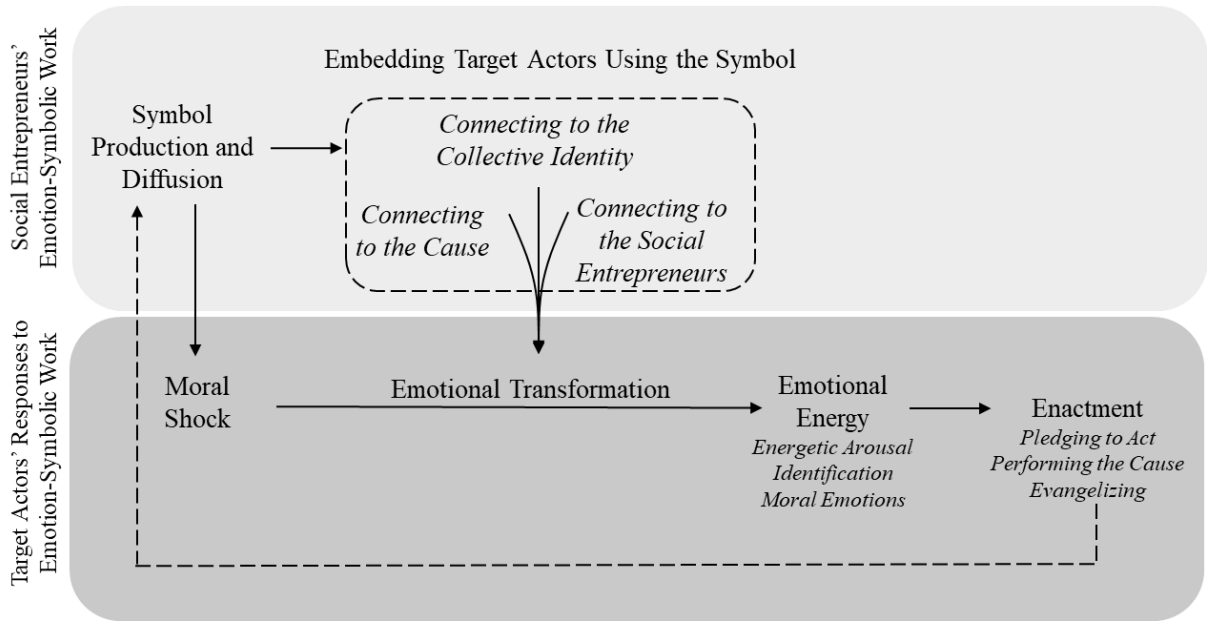 Social Entrepreneurs'
Emotion-Symbolic Work
Embedding Target Actors Using the Symbol
Symbol
Production and
Diffusion
Connecting to the
Collective Identity
Connecting
to the Cause
Connecting to
the Social
Entrepreneurs
Target Actors' Responses to
Emotion-Symbolic Work
Moral
Shock
Emotional Transformation
Emotional
Energy
Energetic Arousal
Identification
Moral Emotions
Enactment
Pledging to Act
Performing the Cause
Evangelizing